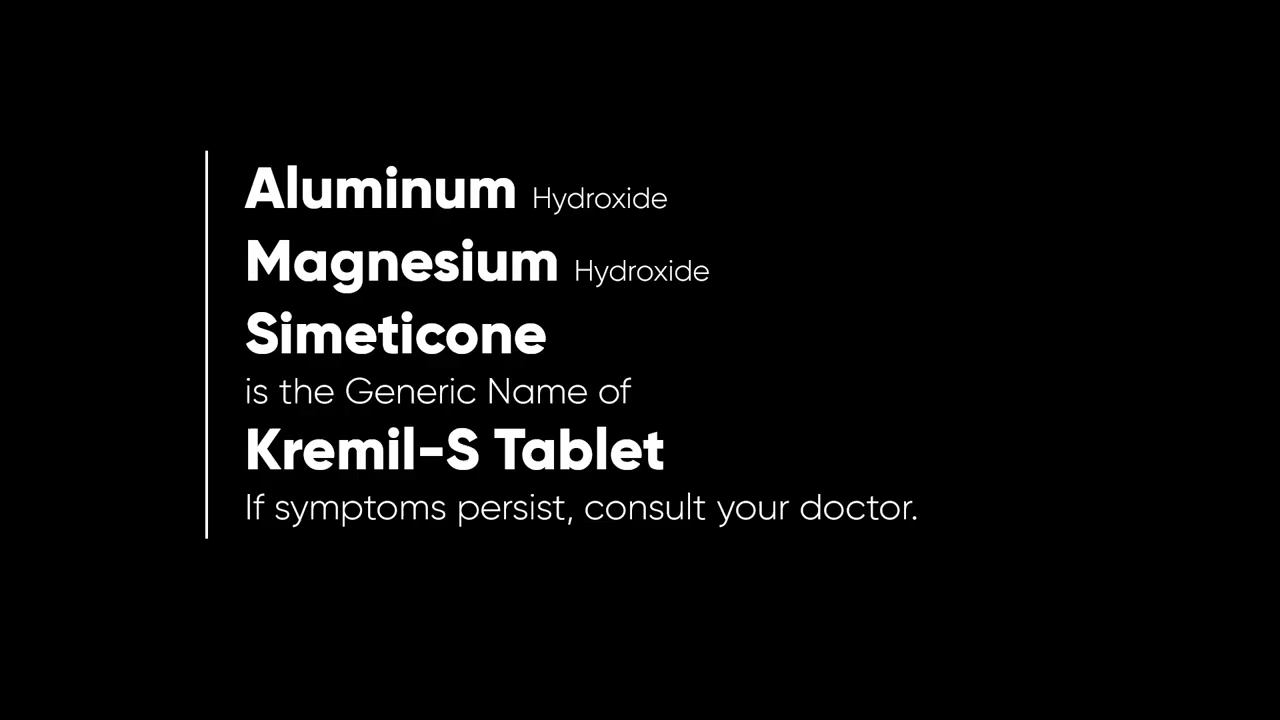 Aluminum Hydroxide
Magnesium Hydroxide
Simeticone
is the Generic Name of
Kremil-S Tablet
If symptoms persist, consult your doctor.